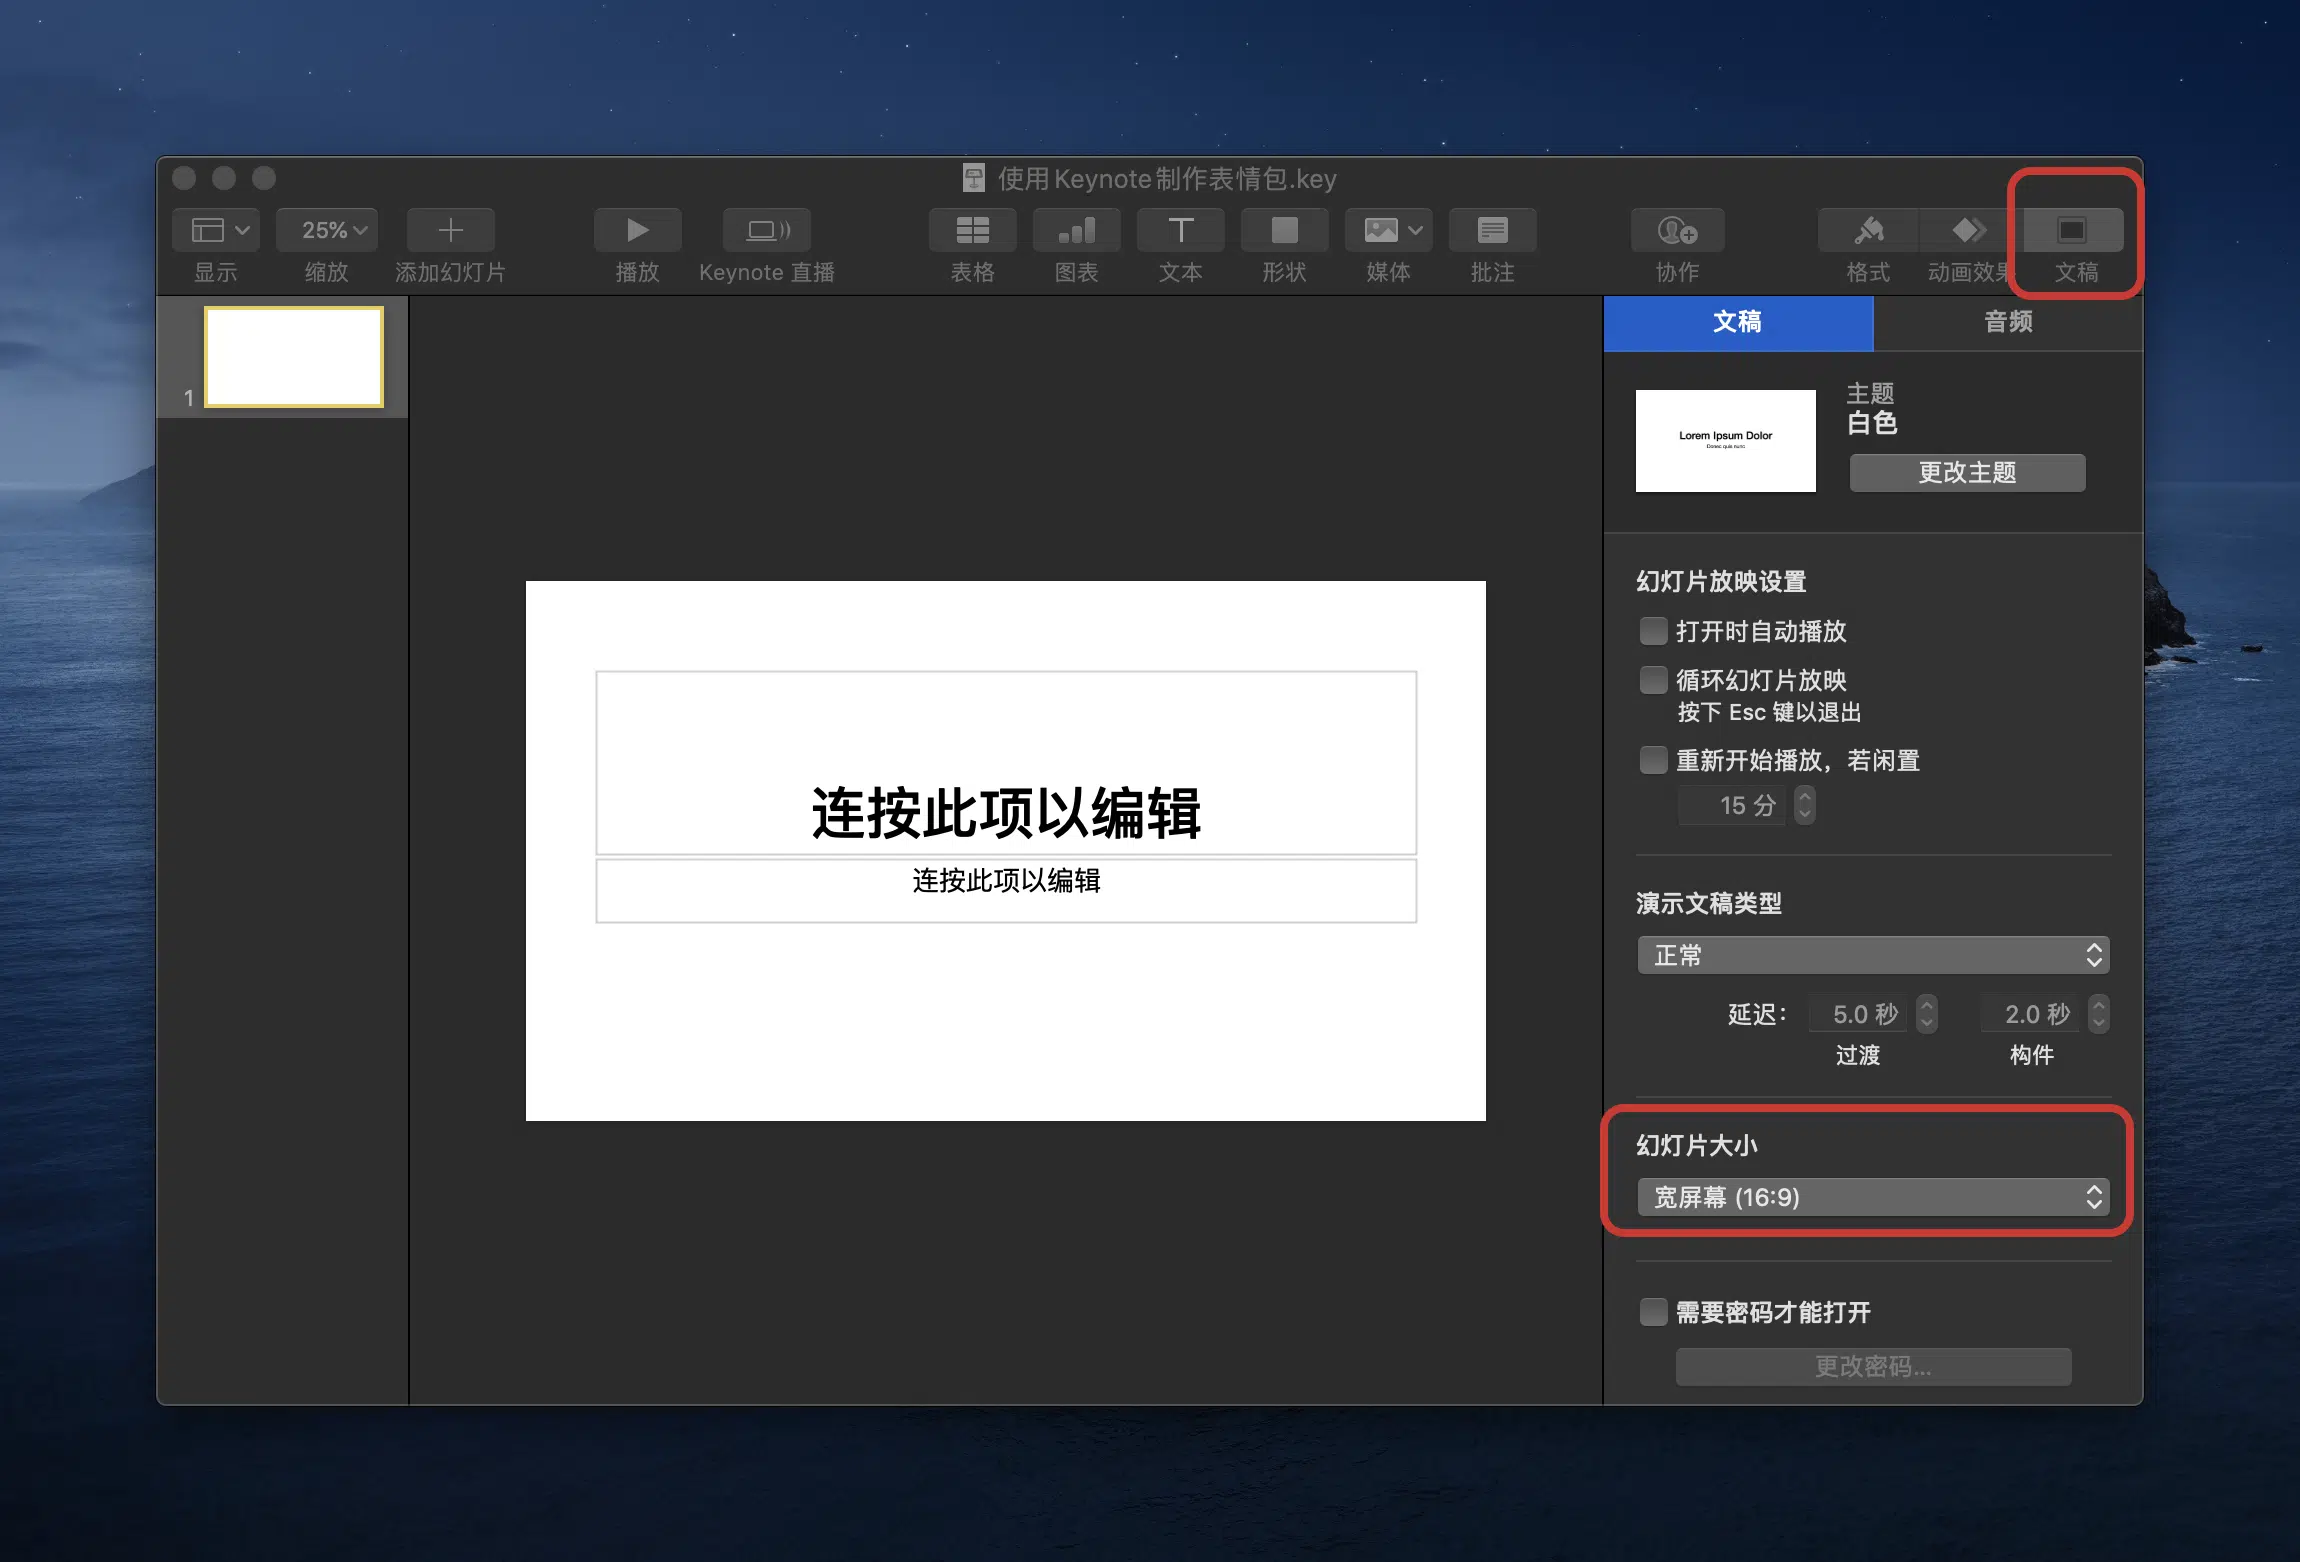 使用Keynote制作表情包.key
25%
显示
缩放
添加幻灯片
播放
Keynote 直播
表格
图表
文本
形状
媒体
批注
协作
格式
动画效果
文稿
1
连按此项以编辑
连按此项以编辑
文稿
音频
Lorem Ipsum Dolor
Donec quis nunc
主题
白色
更改主题
幻灯片放映设置
打开时自动播放
循环幻灯片放映
按下 Esc 键以退出
重新开始播放，若闲置
15 分
演示文稿类型
正常
延迟：
5.0 秒
2.0 秒
过渡
构件
幻灯片大小
宽屏幕 (16:9)
需要密码才能打开
更改密码...